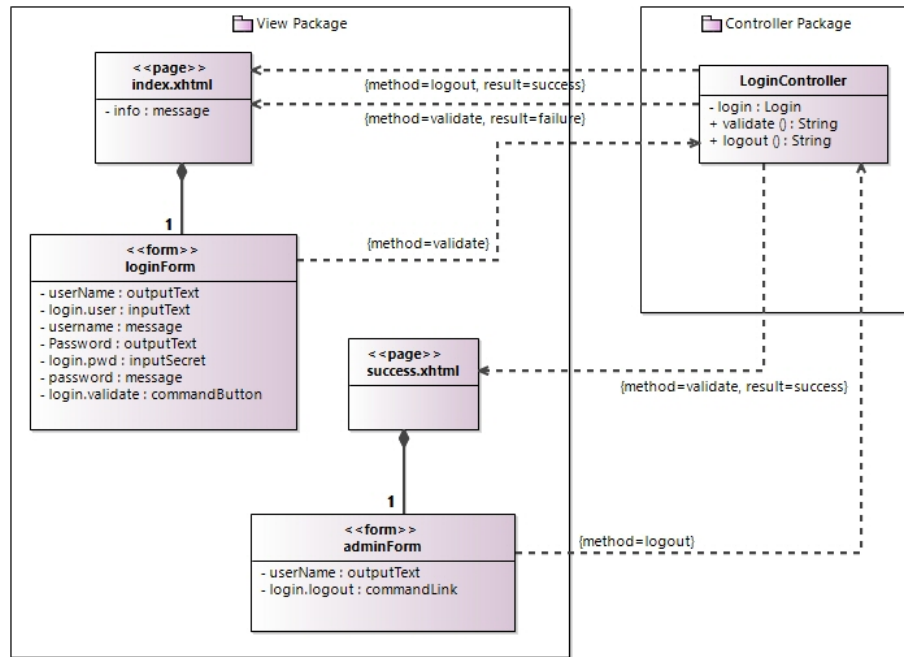 View Package
Controller Package
<<page>>
index.xhtml
- info : message
{method=logout, result=success}
{method=validate, result=failure}
LoginController
- login : Login
+ validate () : String
+ logout () : String
1
{method=validate}
<<form>>
loginForm
- userName : outputText
- login.user : inputText
- username : message
- Password : outputText
- login.pwd : inputSecret
- password : message
- login.validate : commandButton
<<page>>
success.xhtml
{method=validate, result=success}
1
<<form>>
adminForm
- userName : outputText
- login.logout : commandLink
{method=logout}